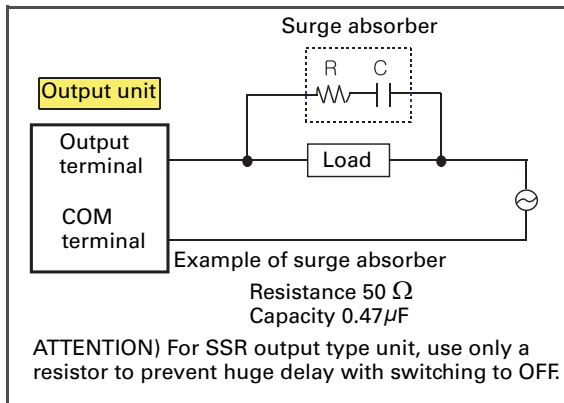 Surge absorber
R C
Output unit
Output
terminal
Load
COM
terminal
Example of surge absorber
Resistance 50 Ω
Capacity 0.47μF
ATTENTION) For SSR output type unit, use only a
resistor to prevent huge delay with switching to OFF.